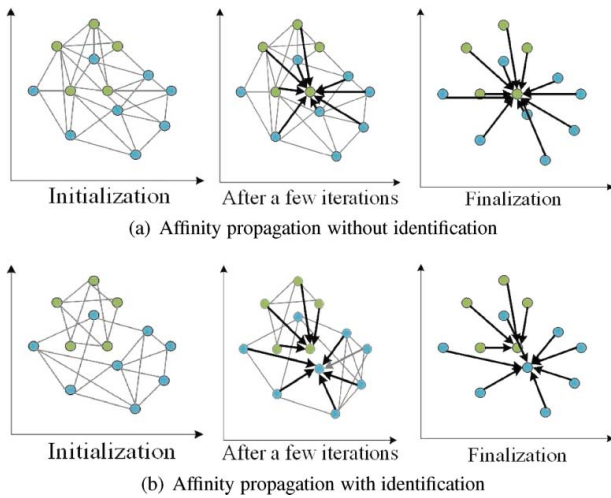 Initialization
After a few iterations
Finalization
(a) Affinity propagation without identification
Initialization
After a few iterations
Finalization
(b) Affinity propagation with identification